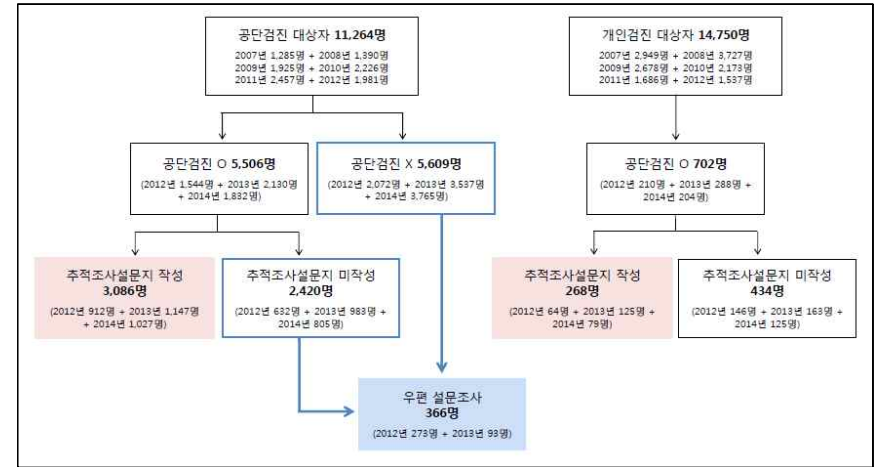 공단검진 대상자 11,264명
2007년 1,285명 + 2008년 1,390명
2009년 1,925명 + 2010년 2,226명
2011년 2,457명 + 2012년 1,981명
개인검진 대상자 14,750명
2007년 2,949명 + 2008년 3,727명
2009년 2,678명 + 2010년 2,173명
2011년 1,686명 + 2012년 1,537명
공단검진 O 5,506명
(2012년 1,544명 + 2013년 2,130명
+ 2014년 1,832명)
공단검진 X 5,609명
(2012년 2,072명 + 2013년 3,537명
+ 2014년 3,765명)
공단검진 O 702명
(2012년 210명 + 2013년 288명 +
2014년 204명)
추적조사설문지 작성
3,086명
(2012년 912명 + 2013년 1,147명
+ 2014년 1,027명)
추적조사설문지 미작성
2,420명
(2012년 632명 + 2013년 983명 +
2014년 805명)
추적조사설문지 작성
268명
(2012년 64명 + 2013년 125명 +
2014년 79명)
추적조사설문지 미작성
434명
(2012년 146명 + 2013년 163명 +
2014년 125명)
우편 설문조사
366명
(2012년 273명 + 2013년 93명)